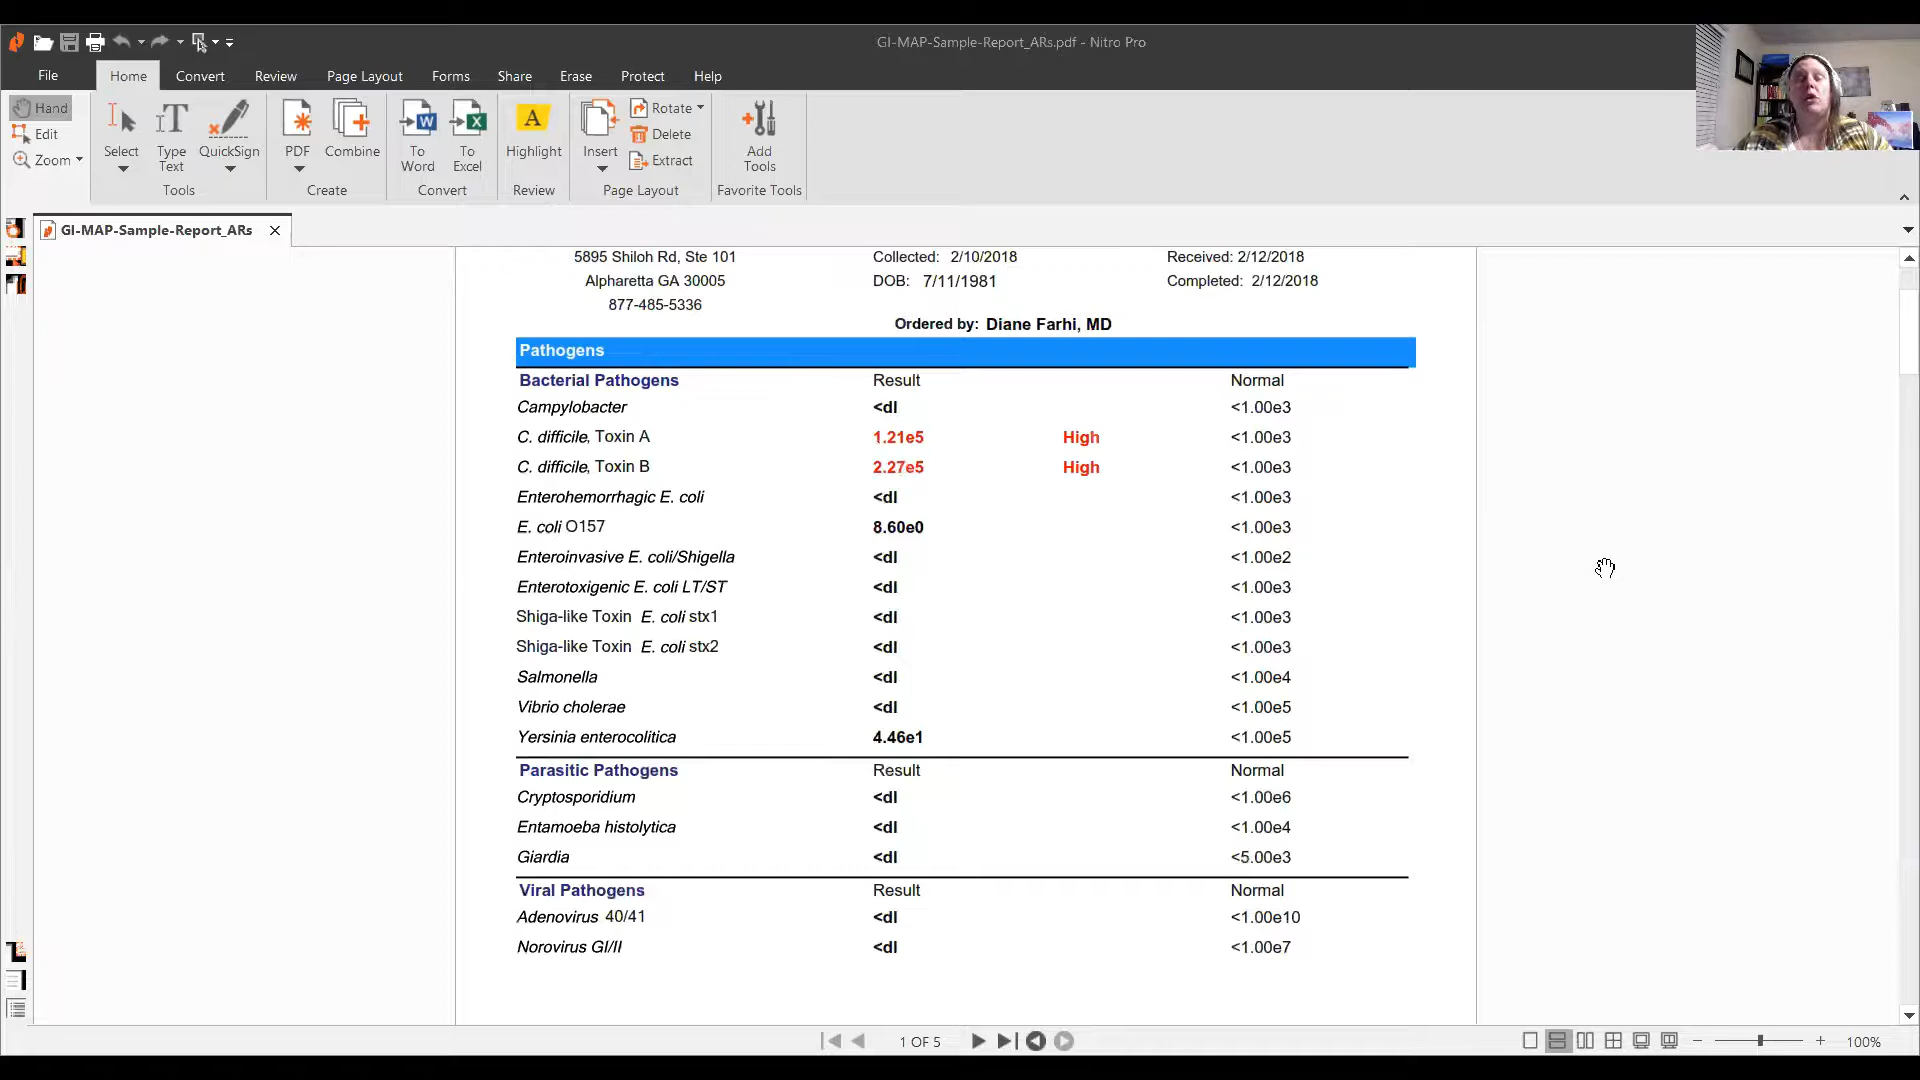 GI-MAP-Sample-Report_ARs.pdf - Nitro Pro
File Home Convert Review Page Layout Forms Share Erase Protect Help
Hand
Edit
Zoom
Select
Type Text
QuickSign
Tools
PDF
Combine
Create
To Word
To Excel
Convert
Highlight
Review
Insert
Rotate
Delete
Extract
Page Layout
Add Tools
Favorite Tools
GI-MAP-Sample-Report_ARs
5895 Shiloh Rd, Ste 101 Collected: 2/10/2018 Received: 2/12/2018
Alpharetta GA 30005 DOB: 7/11/1981 Completed: 2/12/2018
877-485-5336
Ordered by: Diane Farhi, MD
Pathogens
Bacterial Pathogens Result Normal
Campylobacter <dl <1.00e3
C. difficile, Toxin A 1.21e5 High <1.00e3
C. difficile, Toxin B 2.27e5 High <1.00e3
Enterohemorrhagic E. coli <dl <1.00e3
E. coli O157 8.60e0 <1.00e3
Enteroinvasive E. coli/Shigella <dl <1.00e2
Enterotoxigenic E. coli LT/ST <dl <1.00e3
Shiga-like Toxin E. coli stx1 <dl <1.00e3
Shiga-like Toxin E. coli stx2 <dl <1.00e3
Salmonella <dl <1.00e4
Vibrio cholerae <dl <1.00e5
Yersinia enterocolitica 4.46e1 <1.00e5
Parasitic Pathogens Result Normal
Cryptosporidium <dl <1.00e6
Entamoeba histolytica <dl <1.00e4
Giardia <dl <5.00e3
Viral Pathogens Result Normal
Adenovirus 40/41 <dl <1.00e10
Norovirus GI/II <dl <1.00e7
1 OF 5
100%